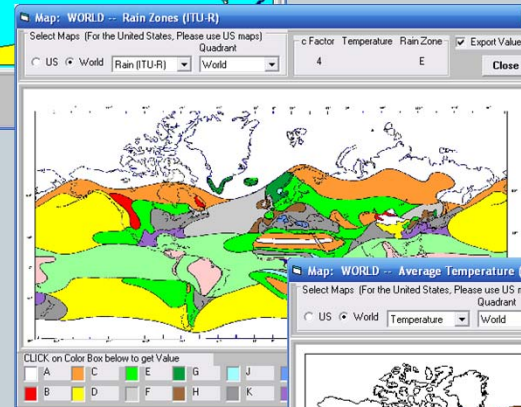 Map: WORLD -- Rain Zones (ITU-R)
Select Maps (For the United States, Please use US maps)
Quadrant
US World Rain (ITU-R) World
c Factor Temperature Rain Zone
4 E
Export Value
Close
CLICK on Color Box below to get Value
A C E G J
B D F H K
Map: WORLD -- Average Temperature (
Select Maps (For the United States, Please use US
Quadrant
US World Temperature World